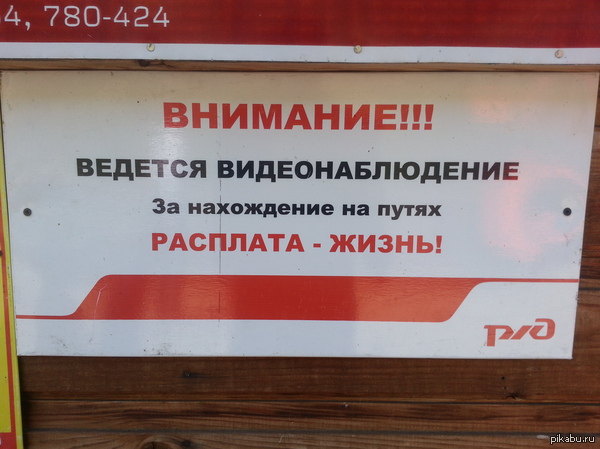 4, 780-424
ВНИМАНИЕ!!!
ВЕДЕТСЯ ВИДЕОНАБЛЮДЕНИЕ
За нахождение на путях
РАСПЛАТА - ЖИЗНЬ!
ржд
pikabu.ru